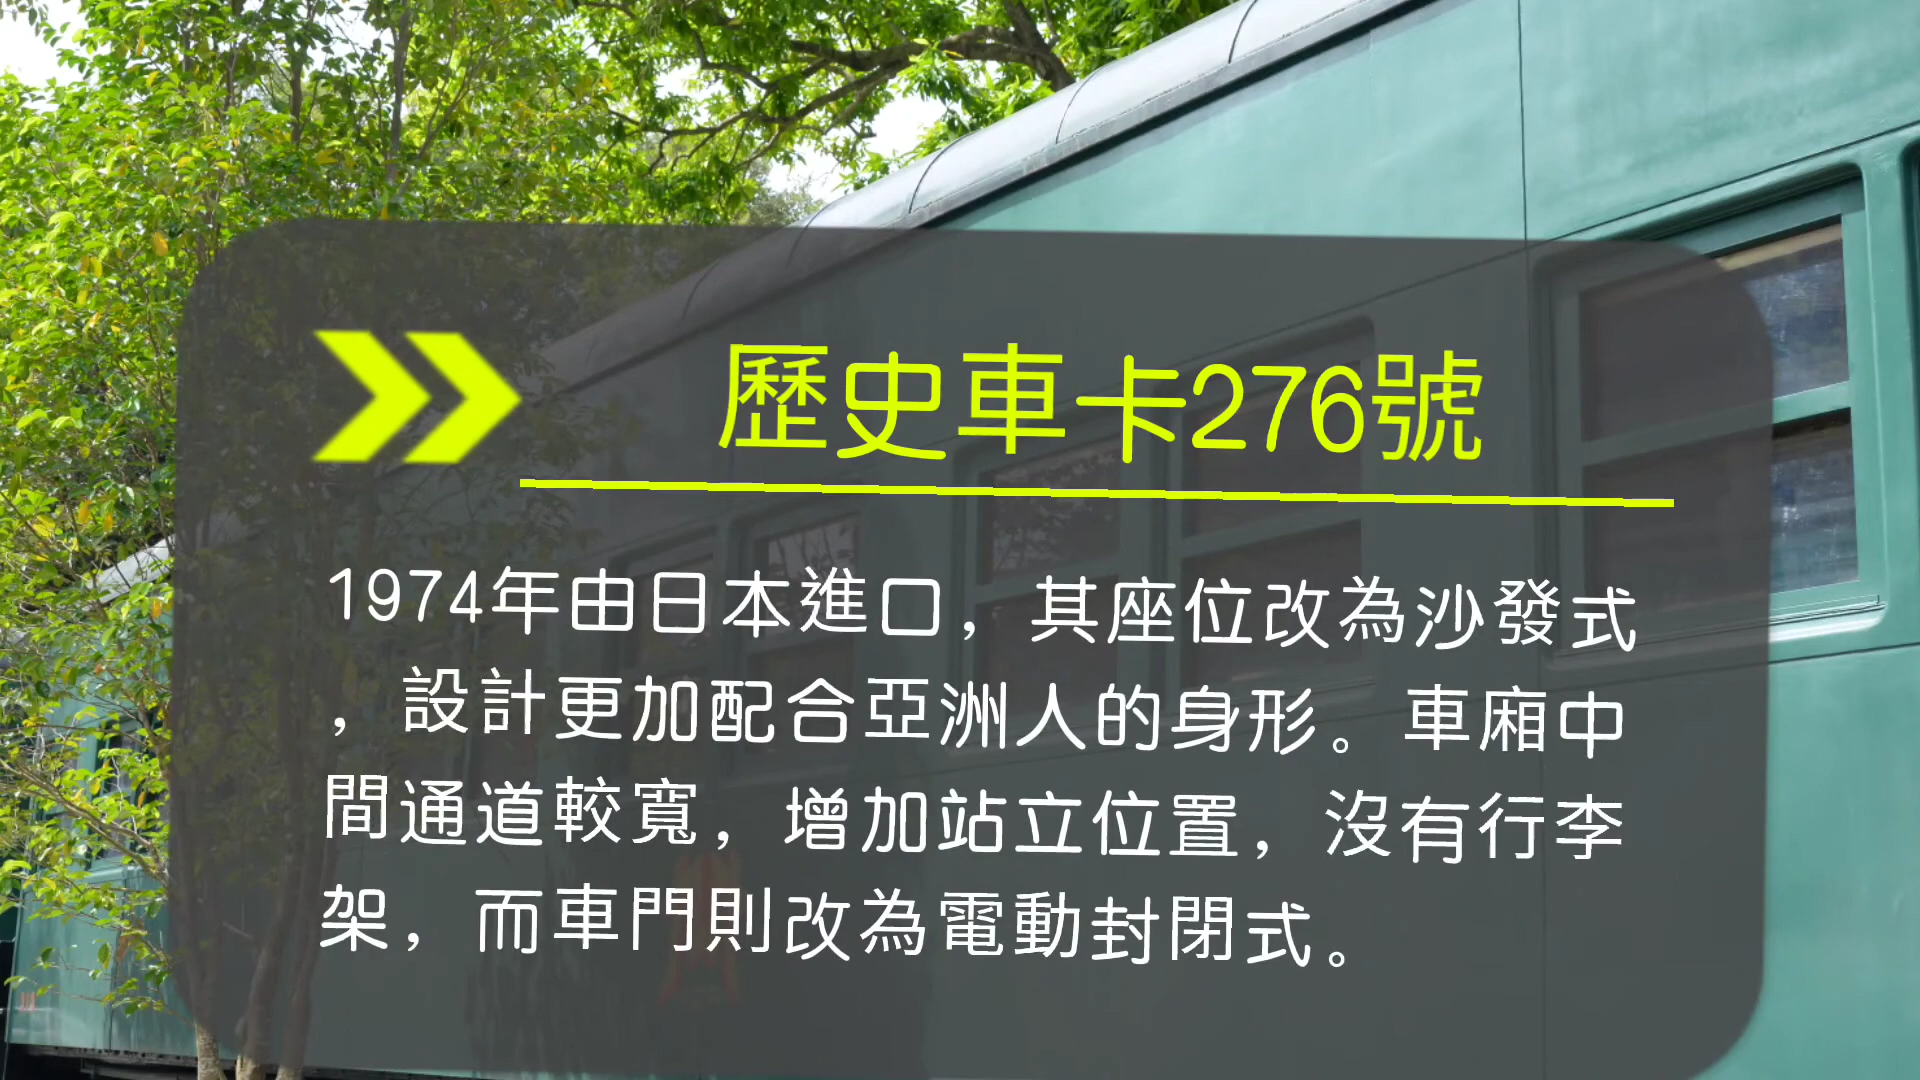 歷史車卡276號
1974年由日本進口，其座位改為沙發式
，設計更加配合亞洲人的身形。車廂中
間通道較寬，增加站立位置，沒有行李
架，而車門則改為電動封閉式。